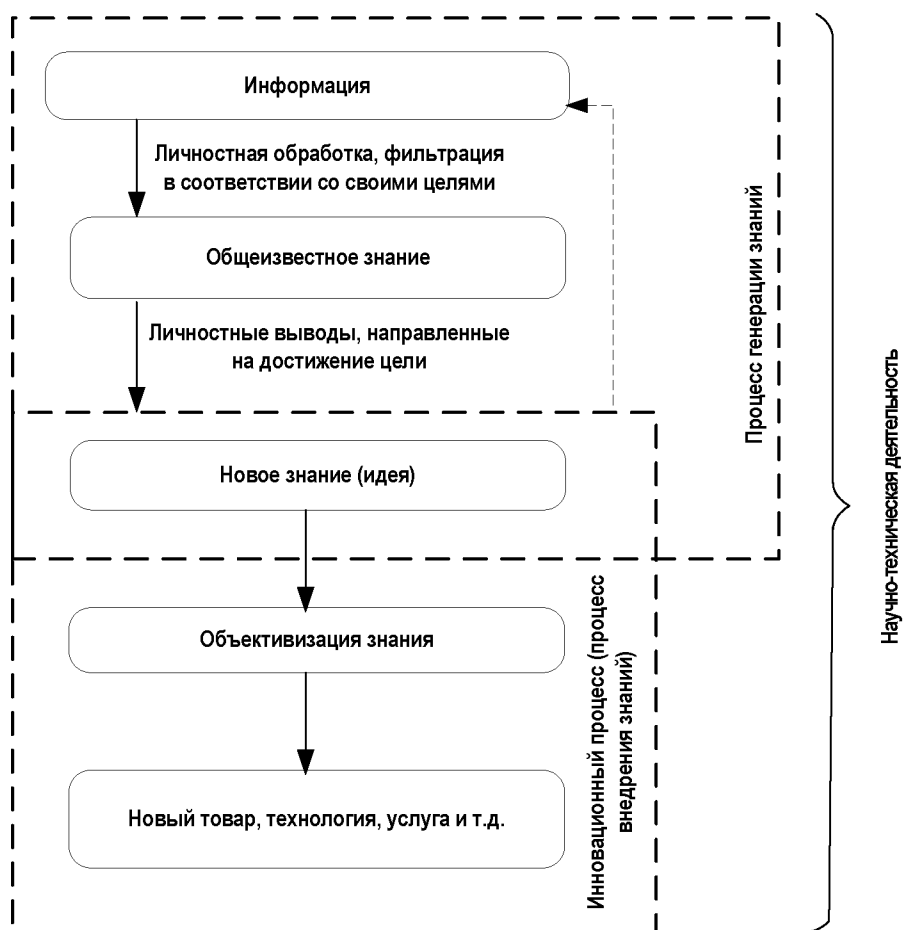 Информация
Личностная обработка, фильтрация
в соответствии со своими целями
Общеизвестное знание
Личностные выводы, направленные
на достижение цели
Новое знание (идея)
Объективизация знания
Новый товар, технология, услуга и т.д.
Процесс генерации знаний
Инновационный процесс (процесс
внедрения знаний)
Научно-техническая деятельность